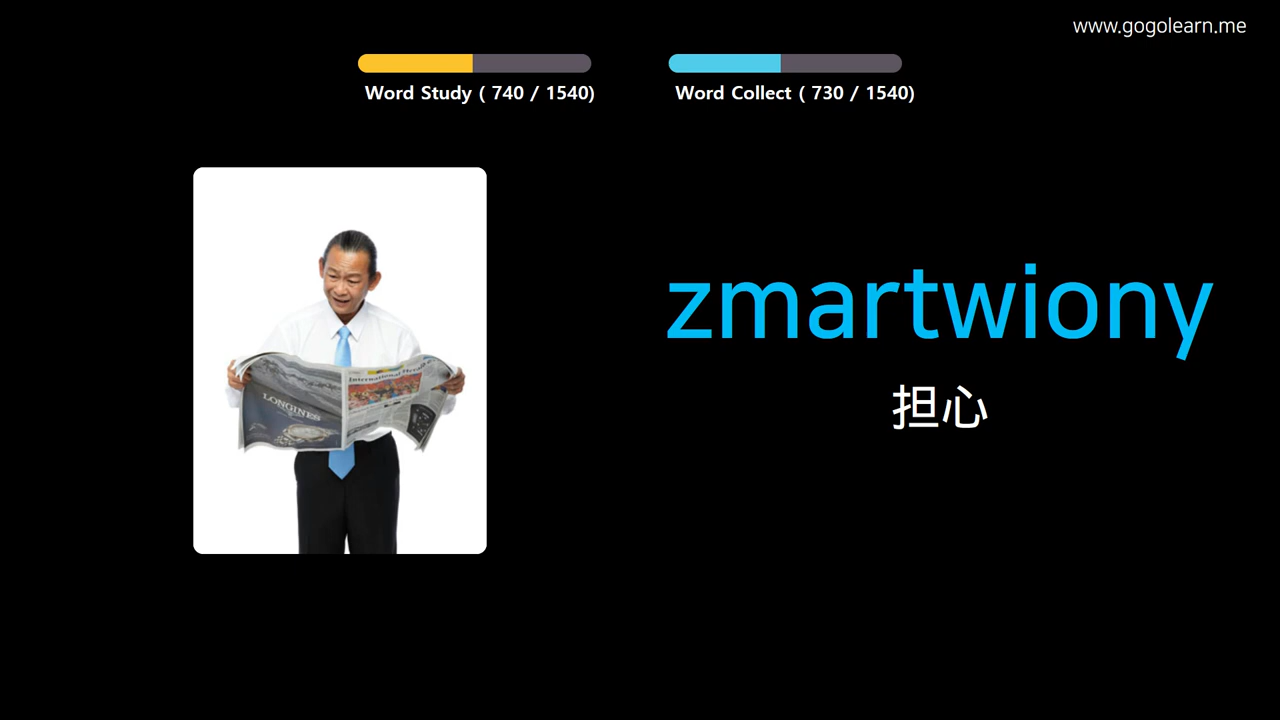 www.gogolearn.me
Word Study ( 740 / 1540)
Word Collect ( 730 / 1540)
zmartwiony
担心
International Herald
LONGINES